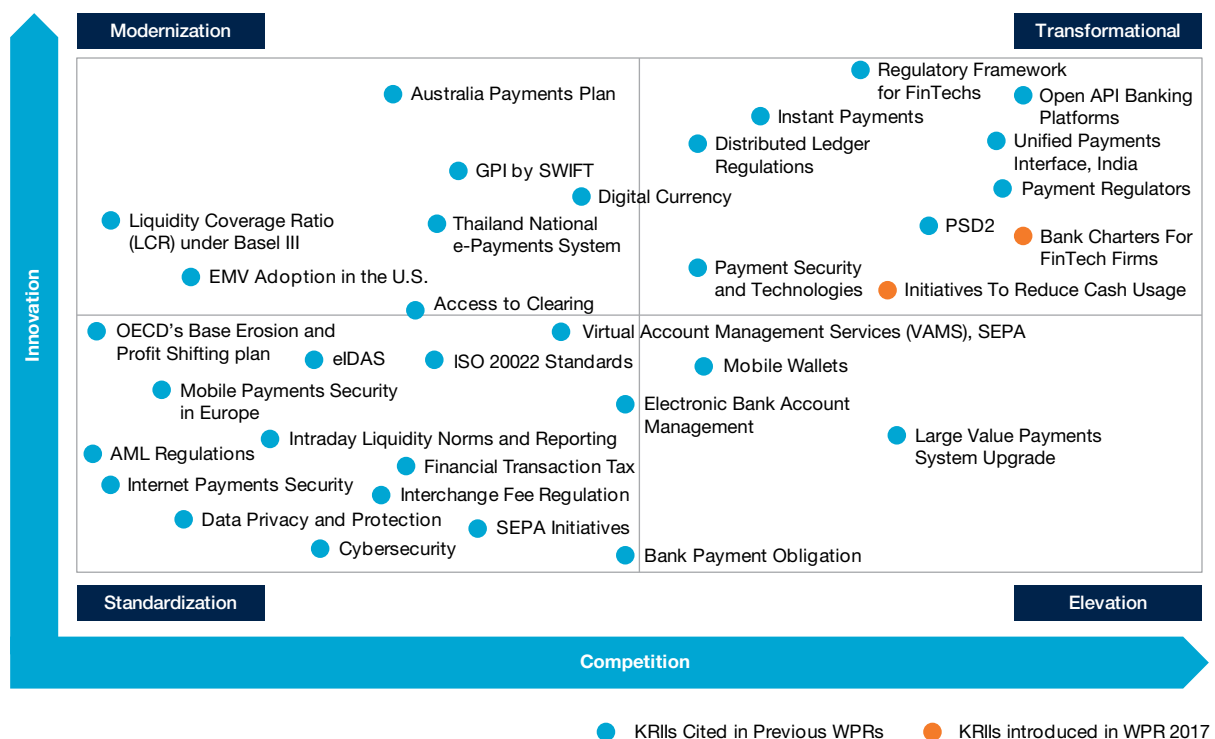 Modernization
Transformational
Australia Payments Plan
GPI by SWIFT
Digital Currency
Liquidity Coverage Ratio
(LCR) under Basel III
Thailand National
e-Payments System
EMV Adoption in the U.S.
Access to Clearing
Regulatory Framework
for FinTechs
Open API Banking
Platforms
Instant Payments
Distributed Ledger
Regulations
Unified Payments
Interface, India
Payment Regulators
PSD2
Bank Charters For
FinTech Firms
Payment Security
and Technologies
Initiatives To Reduce Cash Usage
Innovation
OECD's Base Erosion and
Profit Shifting plan
eIDAS
ISO 20022 Standards
Virtual Account Management Services (VAMS), SEPA
Mobile Wallets
Mobile Payments Security
in Europe
Electronic Bank Account
Management
Intraday Liquidity Norms and Reporting
Large Value Payments
System Upgrade
AML Regulations
Financial Transaction Tax
Internet Payments Security
Interchange Fee Regulation
Data Privacy and Protection
SEPA Initiatives
Cybersecurity
Bank Payment Obligation
Standardization
Elevation
Competition
KRIIs Cited in Previous WPRs
KRIIs introduced in WPR 2017